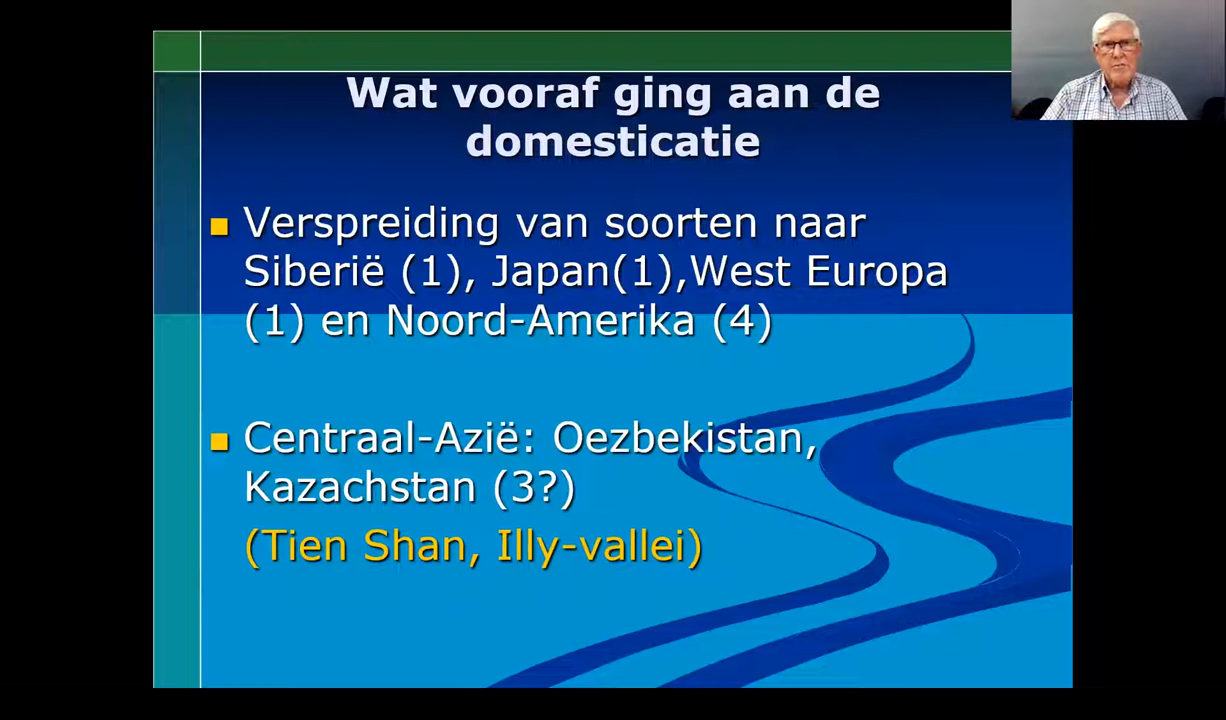 Wat vooraf ging aan de
domesticatie
Verspreiding van soorten naar
Siberië (1), Japan(1),West Europa
(1) en Noord-Amerika (4)
Centraal-Azië: Oezbekistan,
Kazachstan (3?)
(Tien Shan, Illy-vallei)